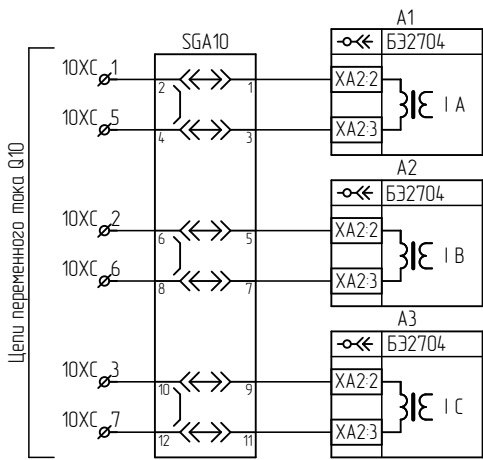 A1
SGA10
БЭ2704
10XC 1
2
1
XA2:2
I A
10XC 5
4
3
XA2:3
A2
БЭ2704
10XC 2
6
5
XA2:2
I B
10XC 6
8
7
XA2:3
A3
БЭ2704
10XC 3
10
9
XA2:2
I C
10XC 7
12
11
XA2:3
Цепи переменного тока Q10